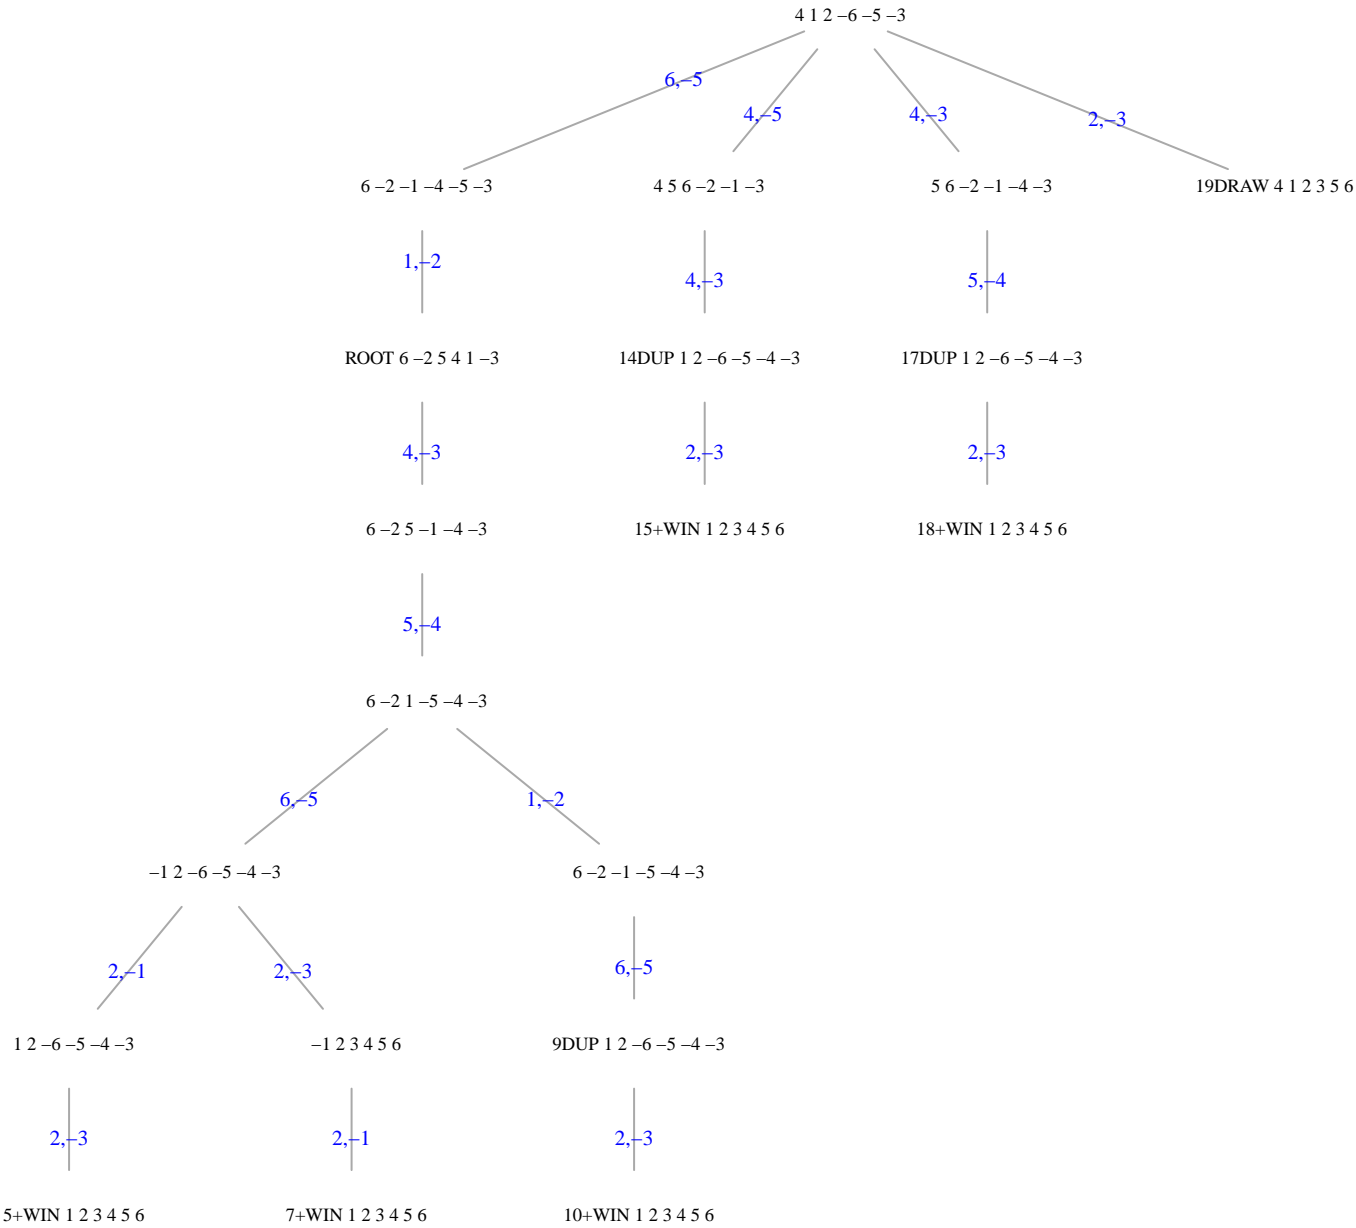 4 1 2 –6 –5 –3
6,–5
4,–5
4,–3
2,–3
6 –2 –1 –4 –5 –3
4 5 6 –2 –1 –3
5 6 –2 –1 –4 –3
19DRAW 4 1 2 3 5 6
1,–2
4,–3
5,–4
ROOT 6 –2 5 4 1 –3
14DUP 1 2 –6 –5 –4 –3
17DUP 1 2 –6 –5 –4 –3
4,–3
2,–3
2,–3
6 –2 5 –1 –4 –3
15+WIN 1 2 3 4 5 6
18+WIN 1 2 3 4 5 6
5,–4
6 –2 1 –5 –4 –3
6,–5
1,–2
–1 2 –6 –5 –4 –3
6 –2 –1 –5 –4 –3
2,–1
2,–3
6,–5
1 2 –6 –5 –4 –3
–1 2 3 4 5 6
9DUP 1 2 –6 –5 –4 –3
2,–3
2,–1
2,–3
5+WIN 1 2 3 4 5 6
7+WIN 1 2 3 4 5 6
10+WIN 1 2 3 4 5 6